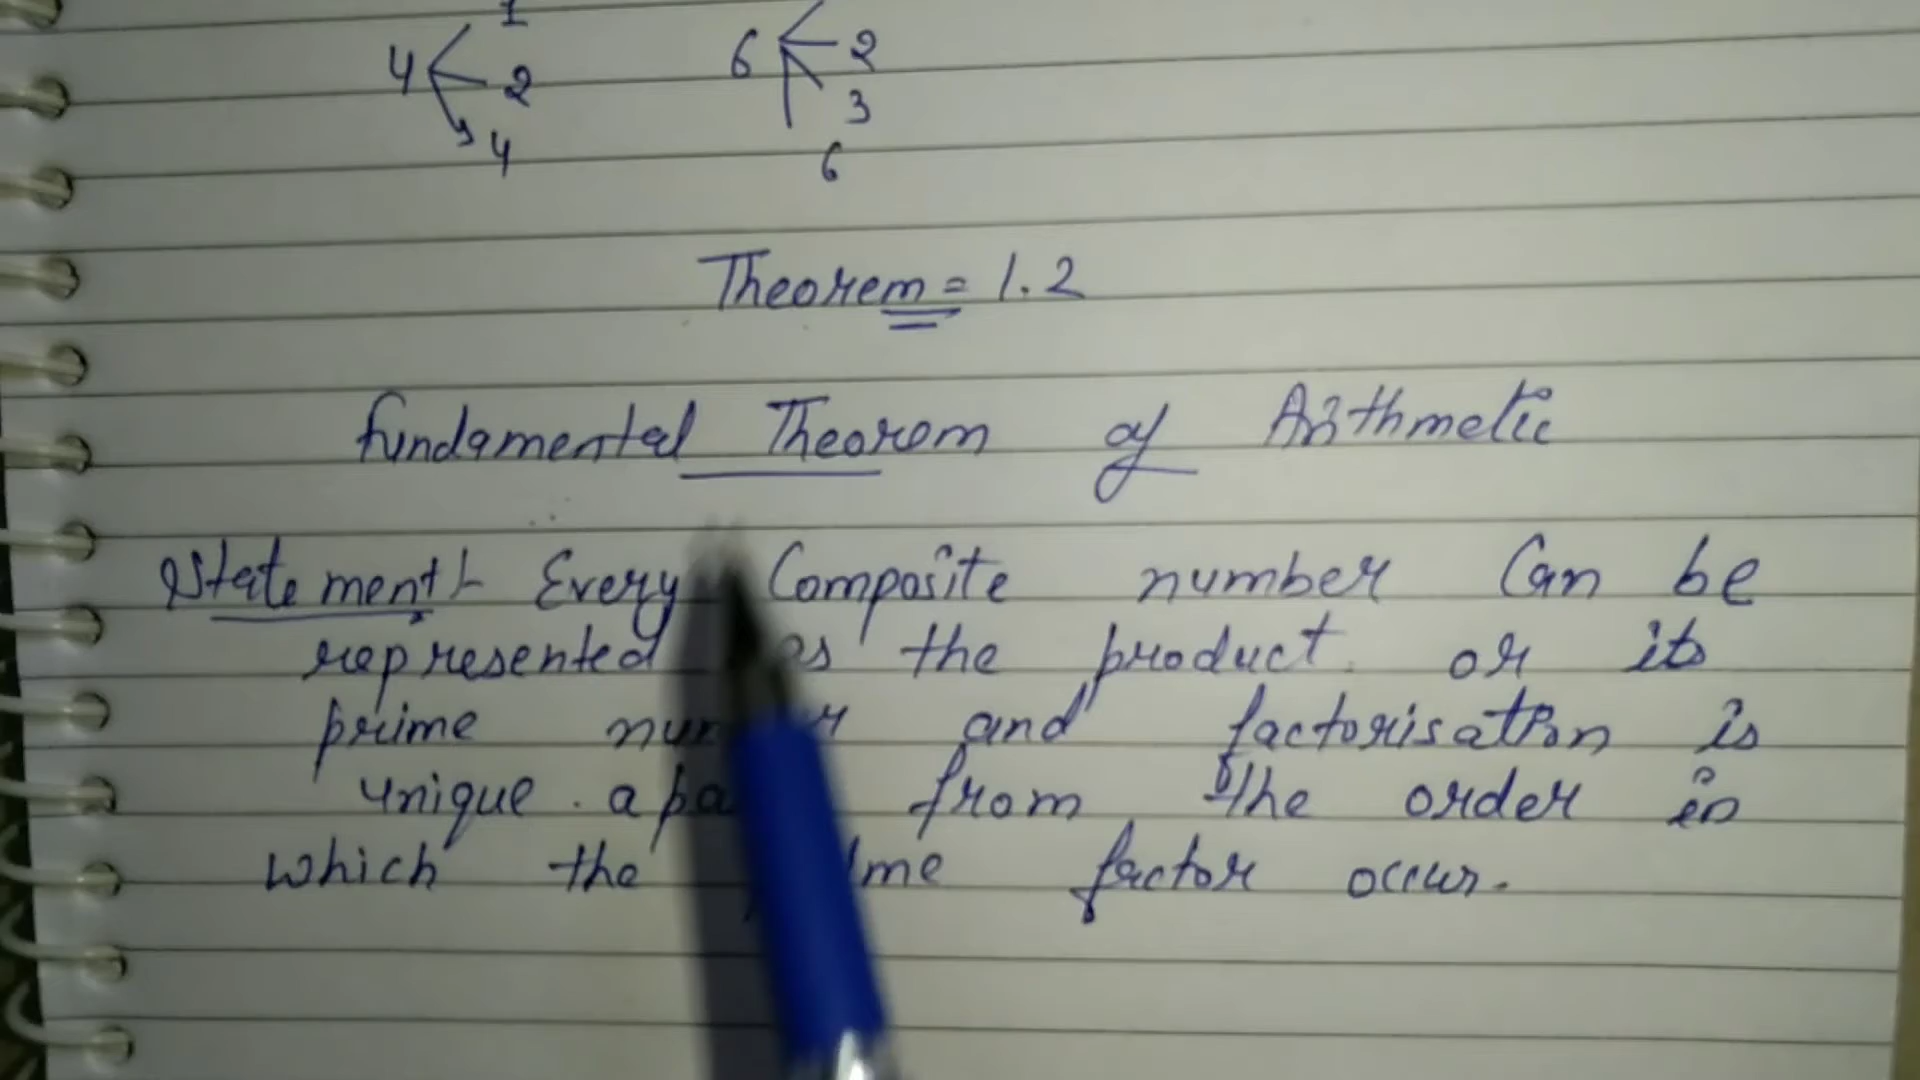 1
4 2
4
6 2
3
6
Theorem = 1.2
fundamental Theorem of Arithmetic
Statement :- Every Composite number Can be
represented as the product or its
prime and factorisation is
unique from the order in
which the factor occur.